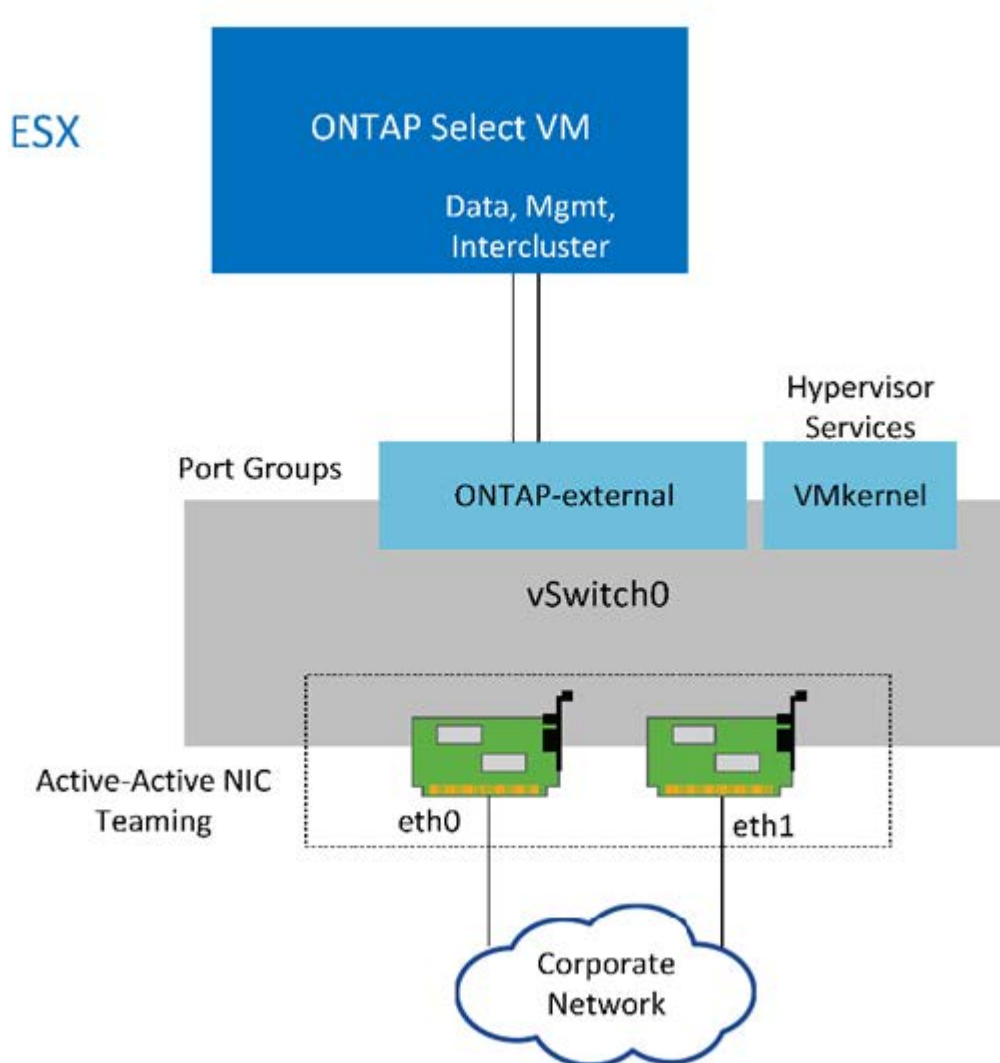 ESX
ONTAP Select VM
Data, Mgmt,
Intercluster
Hypervisor
Services
Port Groups
ONTAP-external
VMkernel
vSwitch0
Active-Active NIC
Teaming
eth0
eth1
Corporate
Network